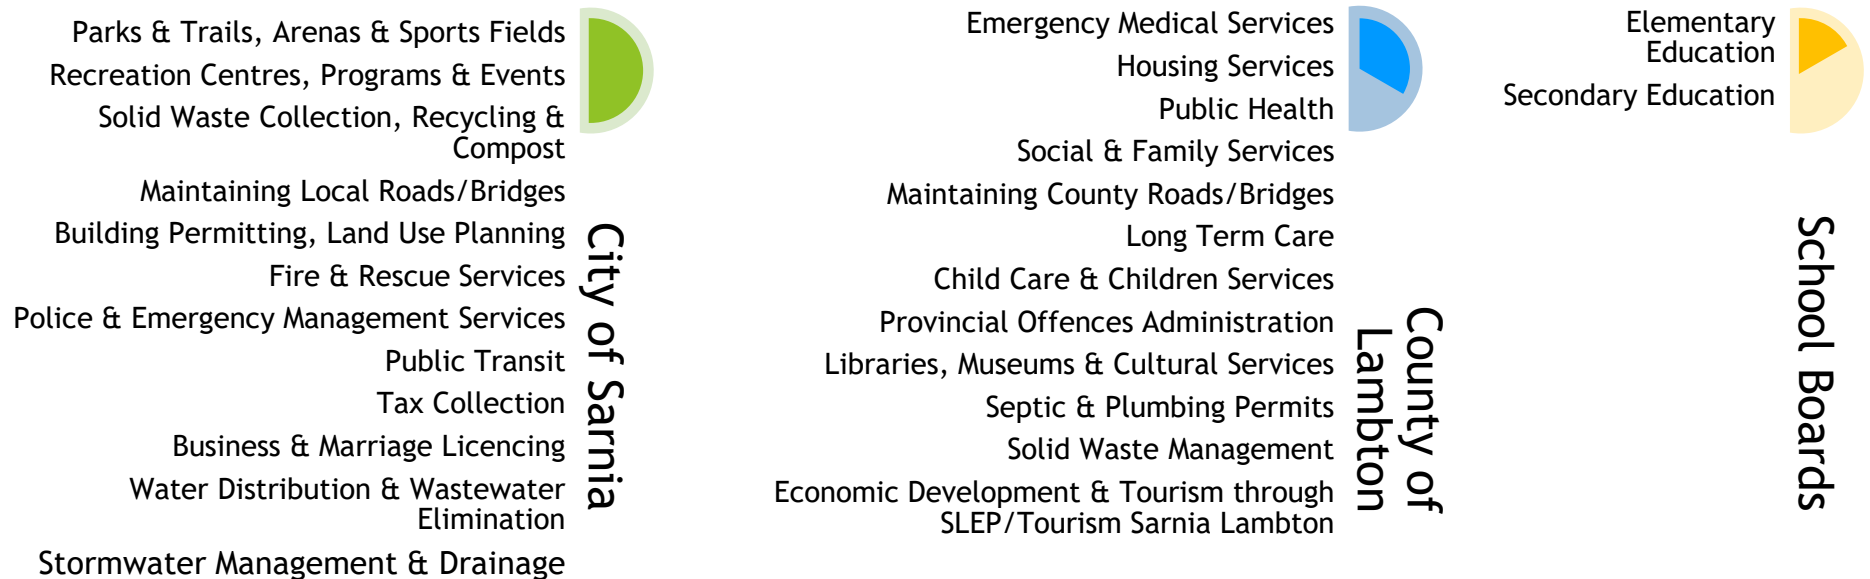 Parks & Trails, Arenas & Sports Fields
Recreation Centres, Programs & Events
Solid Waste Collection, Recycling &
Compost
Maintaining Local Roads/Bridges
Building Permitting, Land Use Planning
Fire & Rescue Services
Police & Emergency Management Services
Public Transit
Tax Collection
Business & Marriage Licencing
Water Distribution & Wastewater
Elimination
Stormwater Management & Drainage
City of Sarnia
Emergency Medical Services
Housing Services
Public Health
Social & Family Services
Maintaining County Roads/Bridges
Long Term Care
Child Care & Children Services
Provincial Offences Administration
Libraries, Museums & Cultural Services
Septic & Plumbing Permits
Solid Waste Management
Economic Development & Tourism through
SLEP/Tourism Sarnia Lambton
County of
Lambton
Elementary
Education
Secondary Education
School Boards